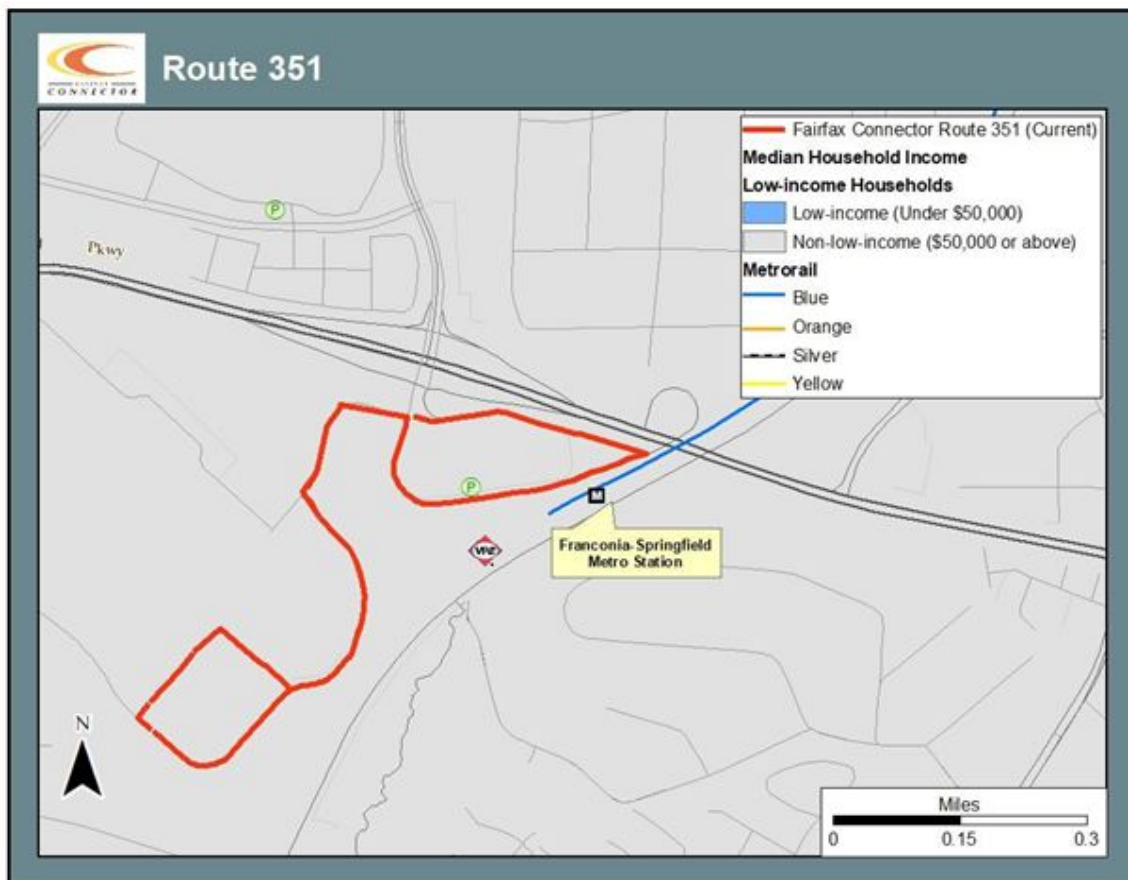 CONNECTOR
Route 351
Fairfax Connector Route 351 (Current)
Median Household Income
Low-income Households
Low-income (Under $50,000)
Non-low-income ($50,000 or above)
Metrorail
Blue
Orange
Silver
Yellow
P
Pkwy
P
M
VRE
Franconia-Springfield
Metro Station
N
Miles
0 0.15 0.3